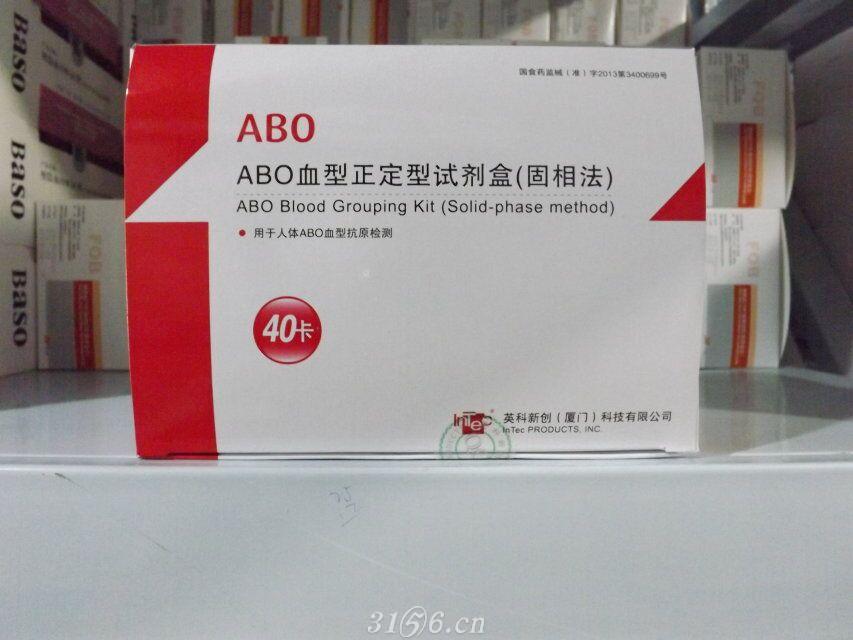 国食药监械（准）字2013第3400699号
ABO
ABO血型正定型试剂盒(固相法)
ABO Blood Grouping Kit (Solid-phase method)
• 用于人体ABO血型抗原检测
40卡
InTec® 英科新创（厦门）科技有限公司
InTec PRODUCTS, INC.
Baso
Baso
Baso
FOB
FOB
FOB
3156.cn